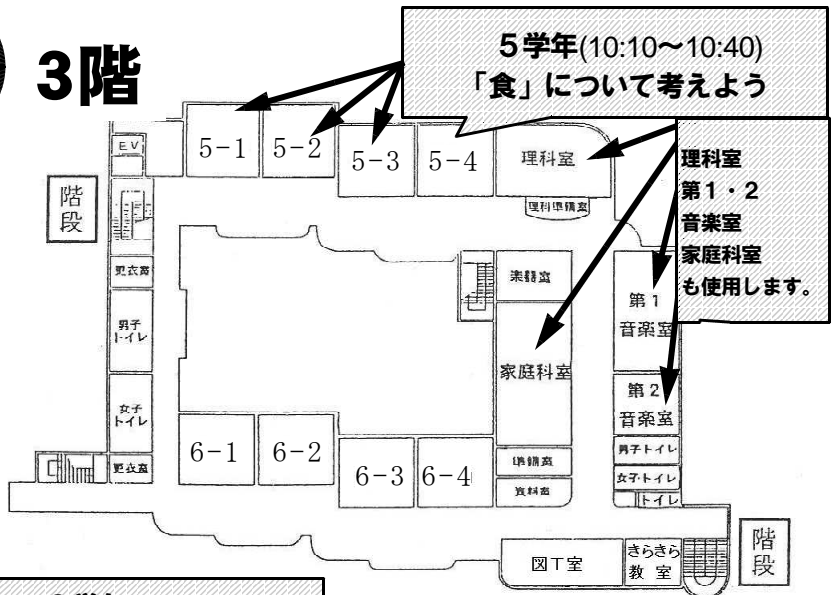 3階
5学年(10:10～10:40)
「食」について考えよう
理科室
第1・2
音楽室
家庭科室
も使用します。
EV
5-1
5-2
5-3
5-4
理科室
理科準備室
階段
更衣室
男子
トイレ
女子
トイレ
更衣室
楽器室
家庭科室
準備室
資料室
第1
音楽室
第2
音楽室
男子トイレ
女子トイレ
トイレ
6-1
6-2
6-3
6-4
図工室
きらきら
教室
階段